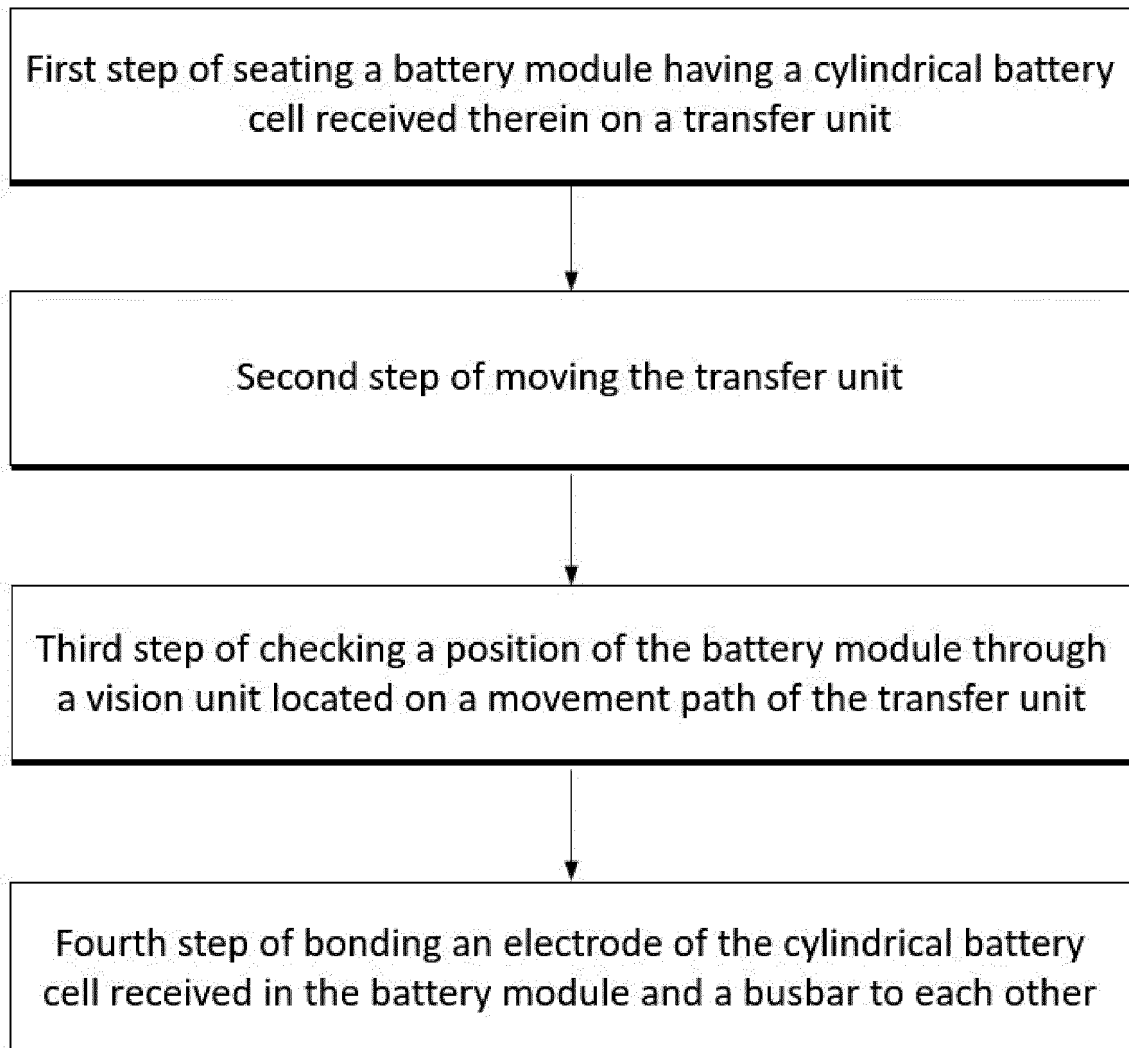 First step of seating a battery module having a cylindrical battery
cell received therein on a transfer unit
Second step of moving the transfer unit
Third step of checking a position of the battery module through
a vision unit located on a movement path of the transfer unit
Fourth step of bonding an electrode of the cylindrical battery
cell received in the battery module and a busbar to each other